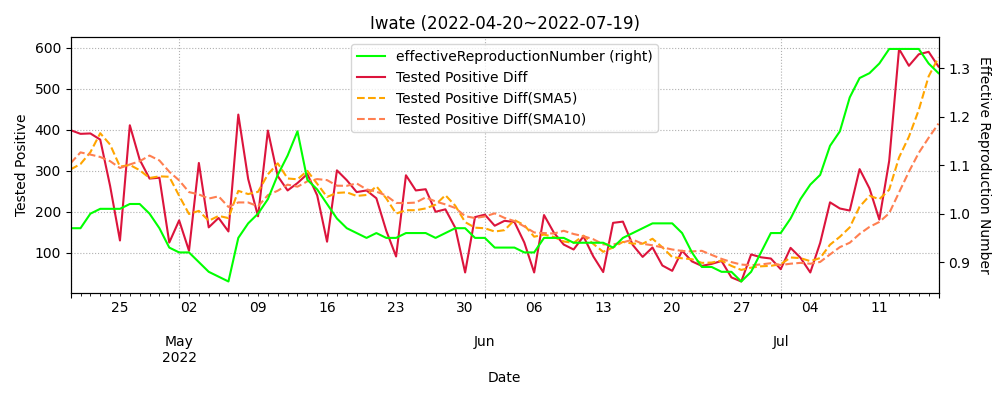 Iwate (2022-04-20~2022-07-19)
effectiveReproductionNumber (right)
Tested Positive Diff
Tested Positive Diff(SMA5)
Tested Positive Diff(SMA10)
Tested Positive
600
500
400
300
200
100
1.3
1.2
1.1
1.0
0.9
Effective Reproduction Number
25 02 09 16 23 30 06 13 20 27 04 11
May Jun Jul
2022
Date